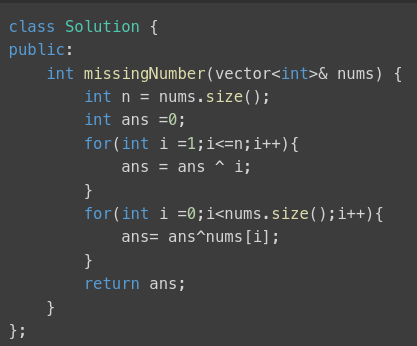 class Solution {
public:
    int missingNumber(vector<int>& nums) {
        int n = nums.size();
        int ans =0;
        for(int i =1;i<=n;i++){
            ans = ans ^ i;
        }
        for(int i =0;i<nums.size();i++){
            ans= ans^nums[i];
        }
        return ans;
    }
};